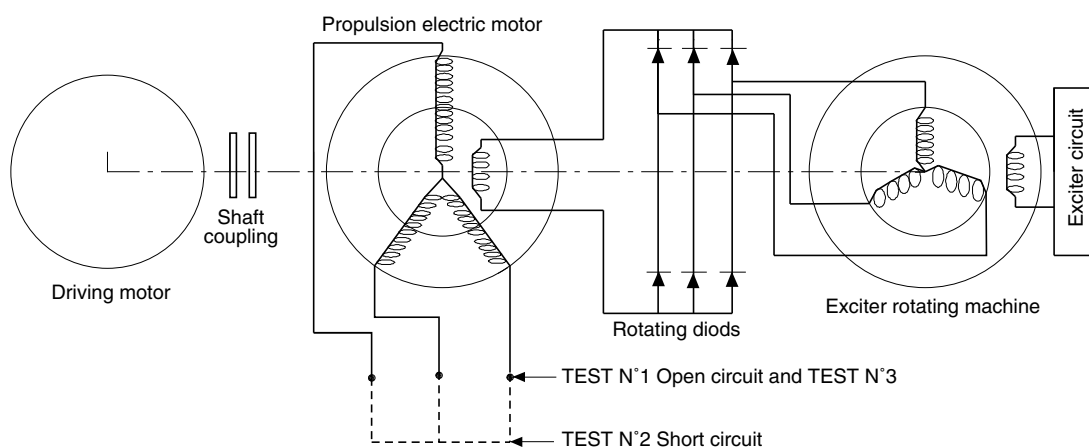 Propulsion electric motor
Shaft
coupling
Driving motor
Exciter circuit
Exciter rotating machine
Rotating diods
TEST N°1 Open circuit and TEST N°3
TEST N°2 Short circuit